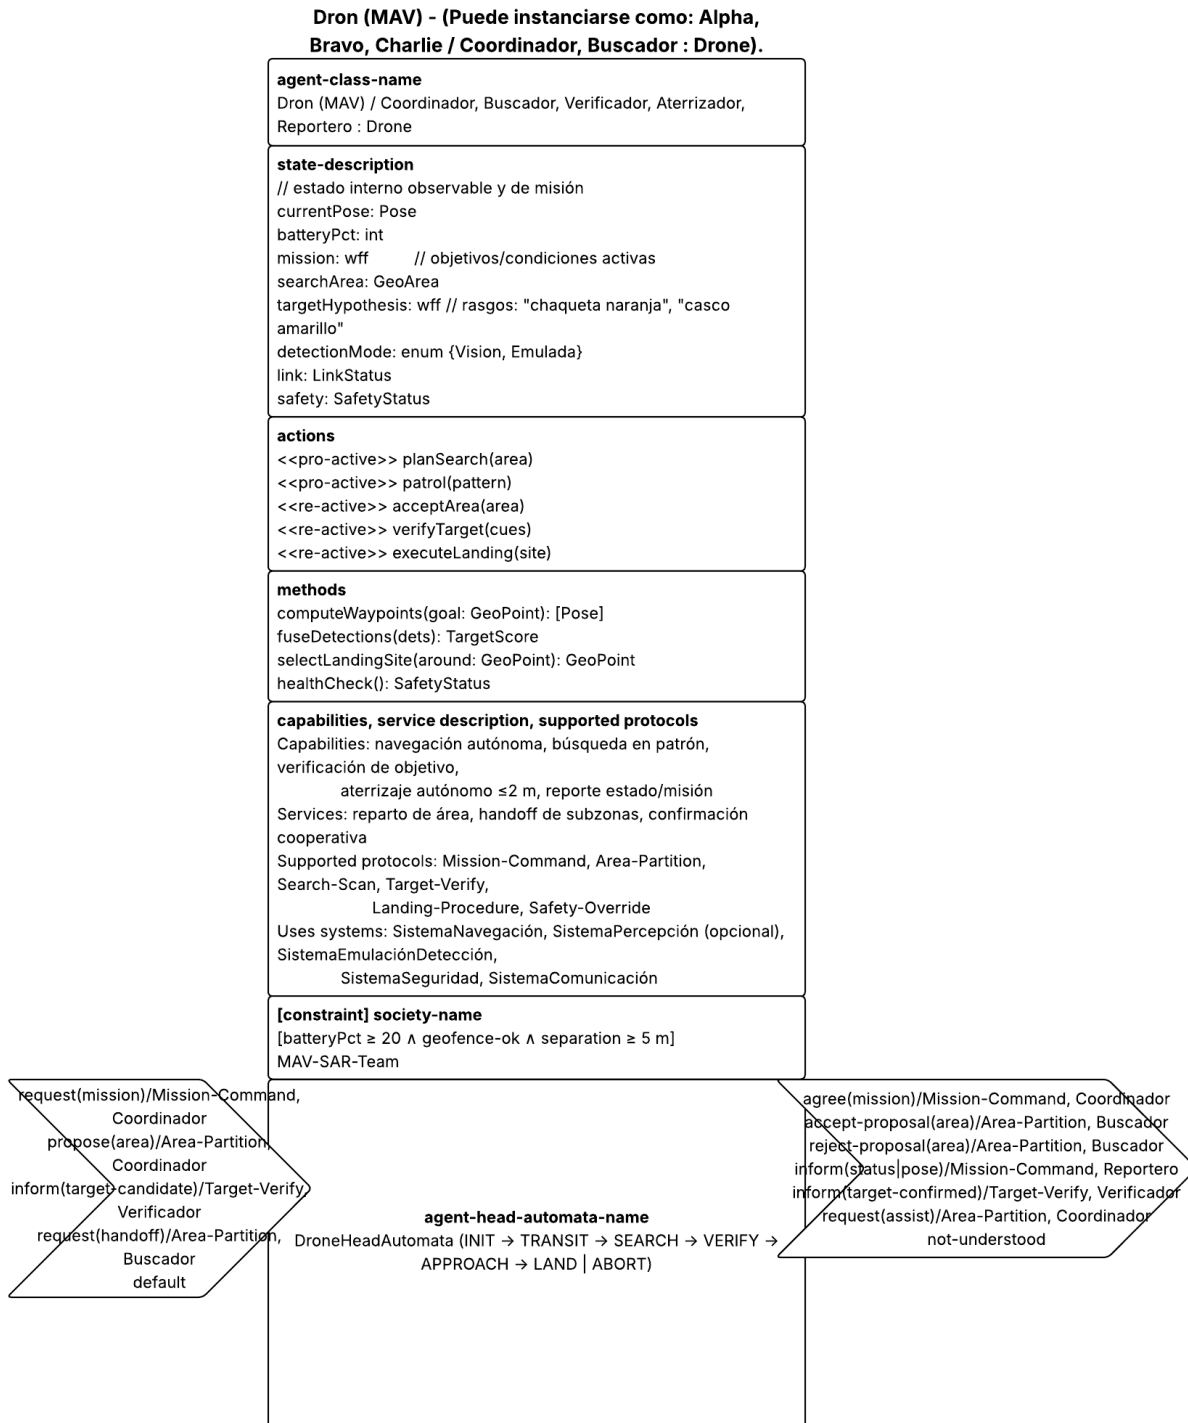 Dron (MAV) - (Puede instanciarse como: Alpha,
Bravo, Charlie / Coordinador, Buscador : Drone).
agent-class-name
Dron (MAV) / Coordinador, Buscador, Verificador, Aterrizador,
Reportero : Drone
state-description
// estado interno observable y de misión
currentPose: Pose
batteryPct: int
mission: wff // objetivos/condiciones activas
searchArea: GeoArea
targetHypothesis: wff // rasgos: "chaqueta naranja", "casco
amarillo"
detectionMode: enum {Vision, Emulada}
link: LinkStatus
safety: SafetyStatus
actions
<<pro-active>> planSearch(area)
<<pro-active>> patrol(pattern)
<<re-active>> acceptArea(area)
<<re-active>> verifyTarget(cues)
<<re-active>> executeLanding(site)
methods
computeWaypoints(goal: GeoPoint): [Pose]
fuseDetections(dets): TargetScore
selectLandingSite(around: GeoPoint): GeoPoint
healthCheck(): SafetyStatus
capabilities, service description, supported protocols
Capabilities: navegación autónoma, búsqueda en patrón,
verificación de objetivo,
aterrizaje autónomo ≤2 m, reporte estado/misión
Services: reparto de área, handoff de subzonas, confirmación
cooperativa
Supported protocols: Mission-Command, Area-Partition,
Search-Scan, Target-Verify,
Landing-Procedure, Safety-Override
Uses systems: SistemaNavegación, SistemaPercepción (opcional),
SistemaEmulaciónDetección,
SistemaSeguridad, SistemaComunicación
[constraint] society-name
[batteryPct ≥ 20 ∧ geofence-ok ∧ separation ≥ 5 m]
MAV-SAR-Team
request(mission)/Mission-Command,
Coordinador
propose(area)/Area-Partition,
Coordinador
inform(target-candidate)/Target-Verify,
Verificador
request(handoff)/Area-Partition,
Buscador
default
agent-head-automata-name
DroneHeadAutomata (INIT → TRANSIT → SEARCH → VERIFY →
APPROACH → LAND | ABORT)
agree(mission)/Mission-Command, Coordinador
accept-proposal(area)/Area-Partition, Buscador
reject-proposal(area)/Area-Partition, Buscador
inform(status|pose)/Mission-Command, Reportero
inform(target-confirmed)/Target-Verify, Verificador
request(assist)/Area-Partition, Coordinador
not-understood